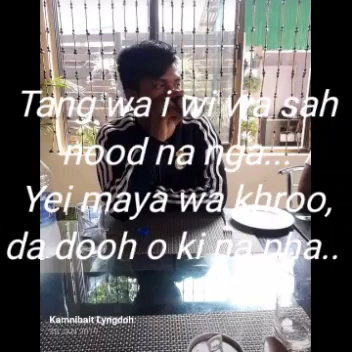 Tang wa i wi wa sah
nood na nga...
Yei maya wa khroo,
da dooh o ki na pha..
Kamnibait Lyngdoh